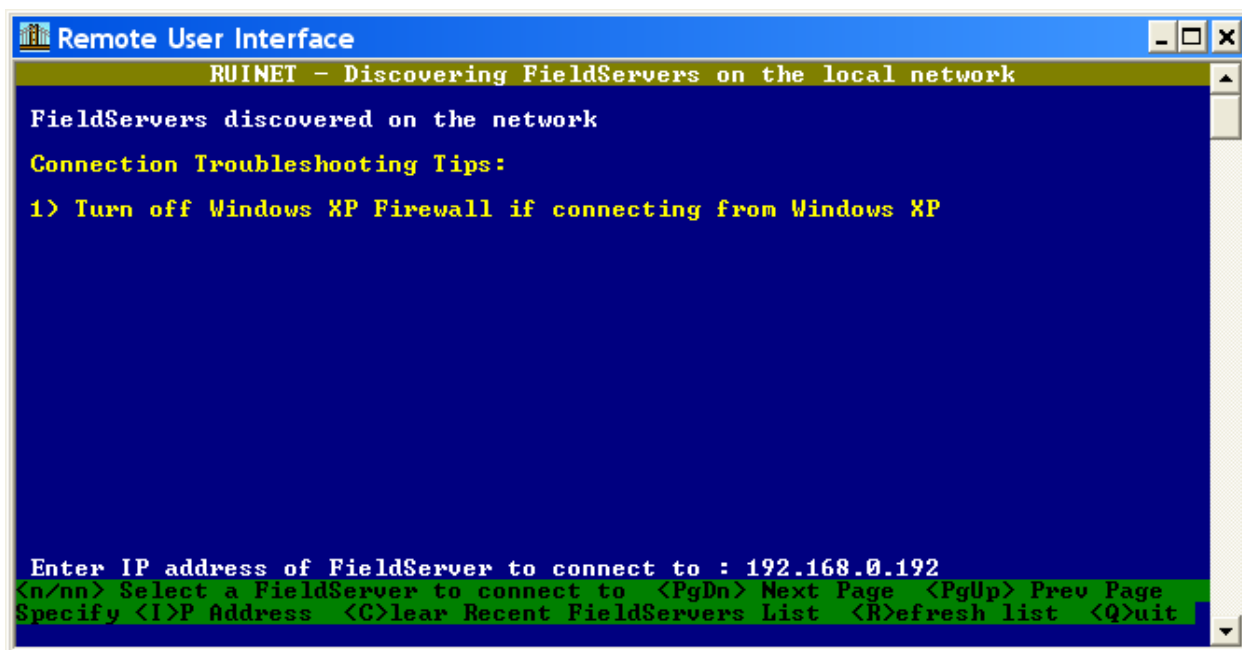 Remote User Interface
RUINET - Discovering FieldServers on the local network
FieldServers discovered on the network
Connection Troubleshooting Tips:
1) Turn off Windows XP Firewall if connecting from Windows XP
Enter IP address of FieldServer to connect to : 192.168.0.192
<n/nn> Select a FieldServer to connect to <PgDn> Next Page <PgUp> Prev Page
Specify <I>P Address <C>lear Recent FieldServers List <R>efresh list <Q>uit